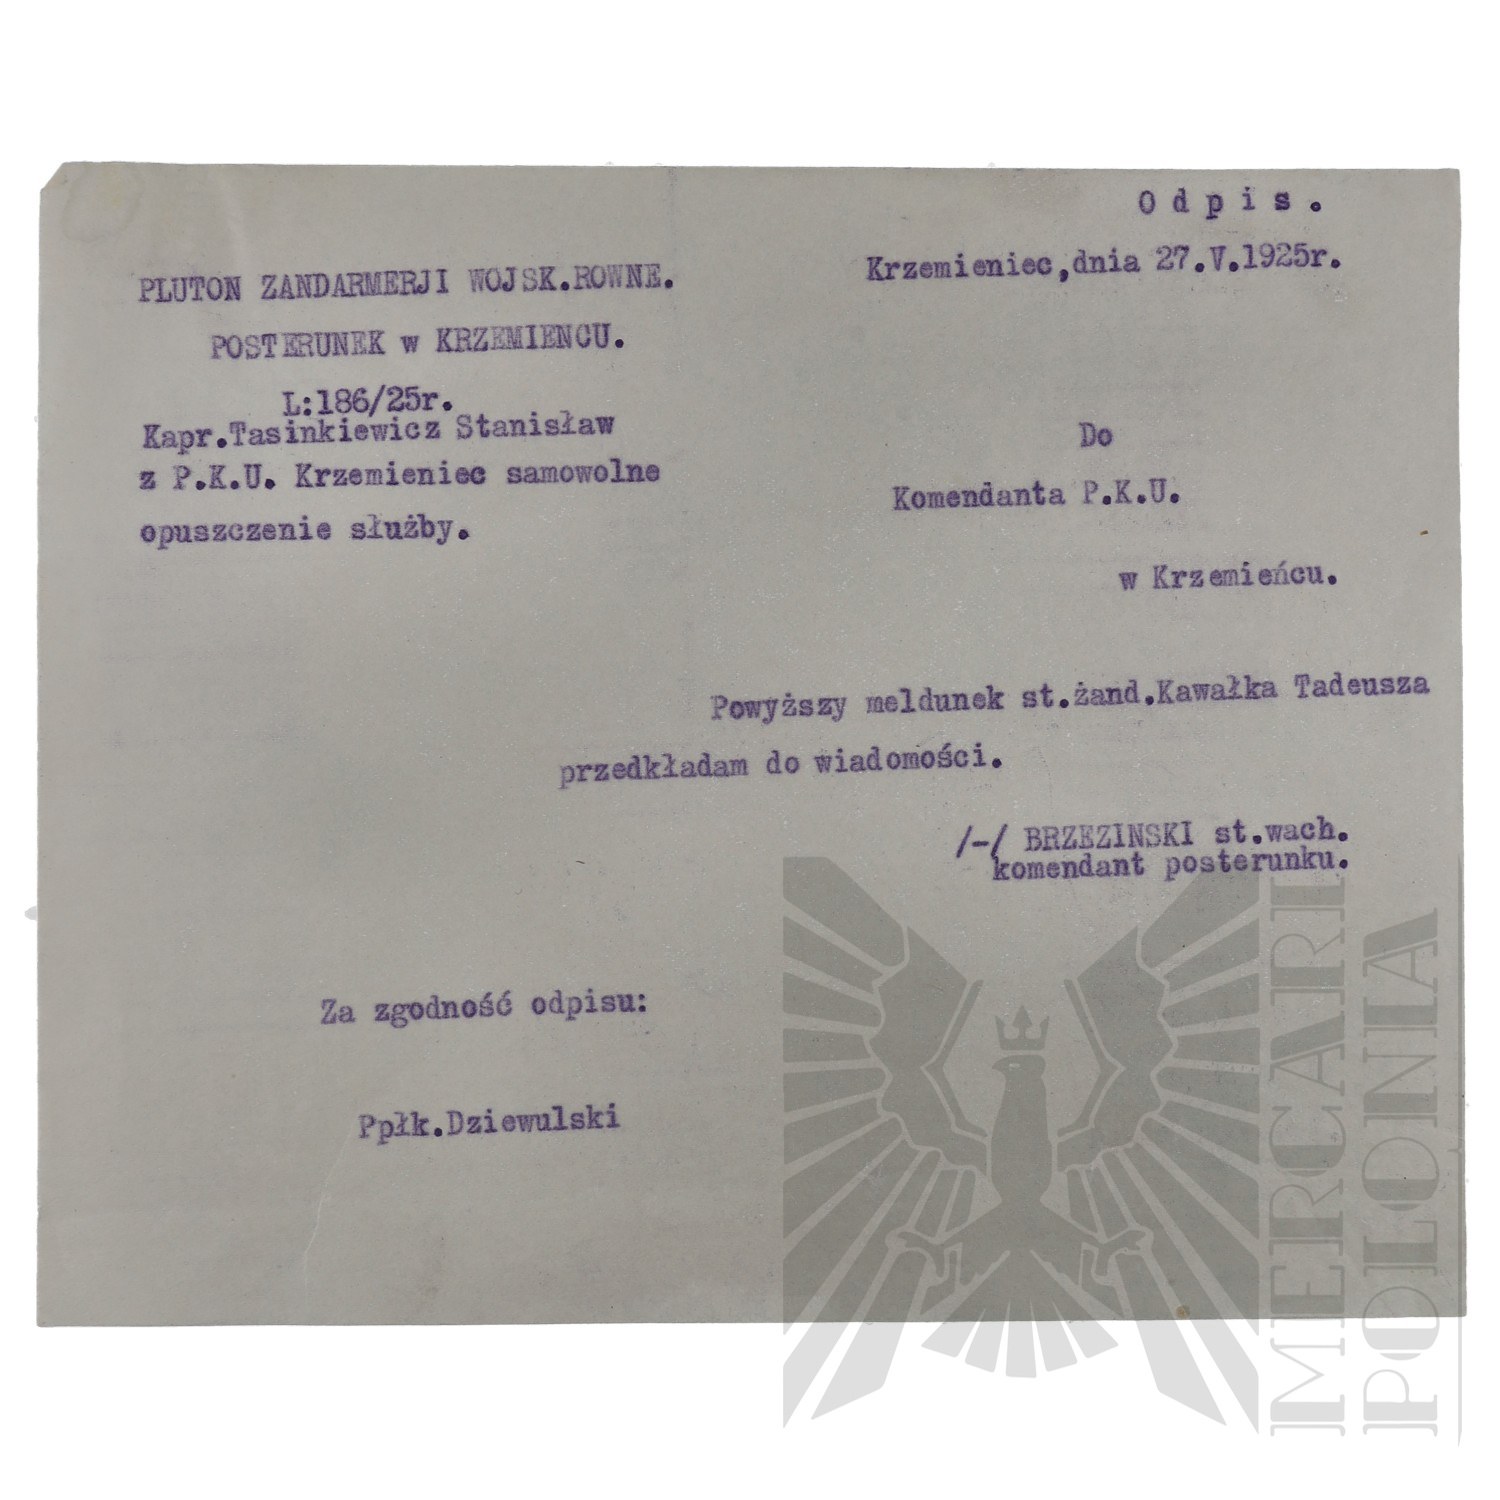 Odpis.
Krzemieniec,dnia 27.V.1925r.
PLUTON ZANDARMERJI WOJSK.ROWNE.
POSTERUNEK w KRZEMIENCU.
L:186/25r.
Kapr.Tasinkiewicz Stanisław
z P.K.U. Krzemieniec samowolne
opuszczenie służby.
Do
Komendanta P.K.U.
w Krzemieńcu.
Powyższy meldunek st.żand.Kawałka Tadeusza
przedkładam do wiadomości.
/-/ BRZEZINSKI st.wach.
komendant posterunku.
Za zgodność odpisu:
Ppłk.Dziewulski
MERCARI
POLONIA